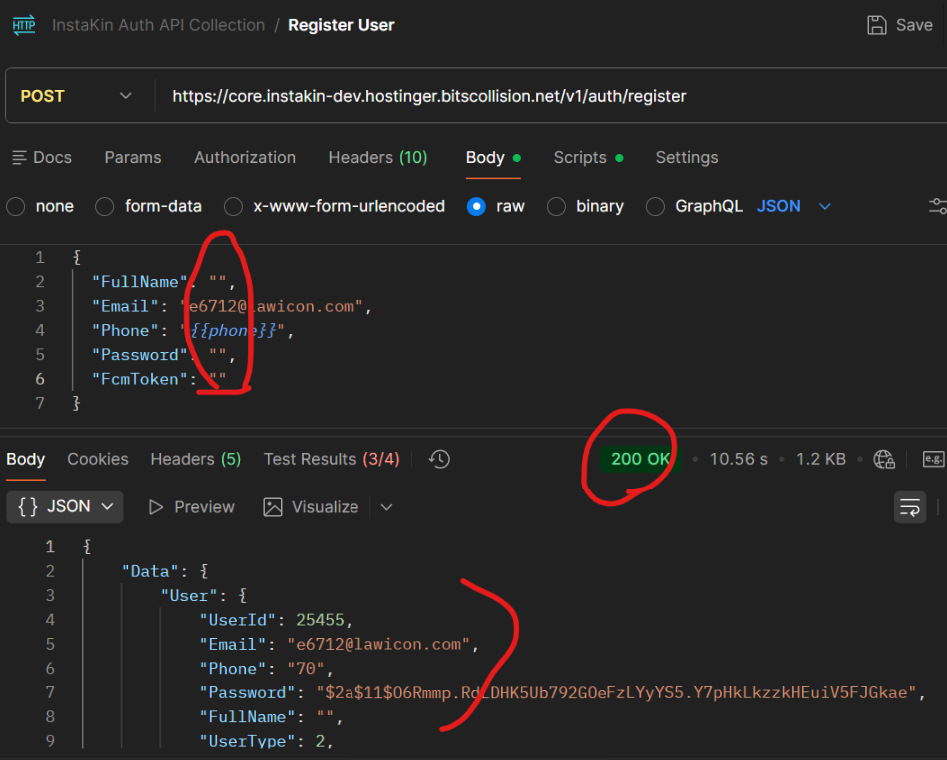 HTTP InstaKin Auth API Collection / Register User Save
POST https://core.instakin-dev.hostinger.bitscollision.net/v1/auth/register
Docs Params Authorization Headers (10) Body Scripts Settings
none form-data x-www-form-urlencoded raw binary GraphQL JSON
1 {
2 "FullName": "",
3 "Email": "e6712@lawicon.com",
4 "Phone": "{{phone}}",
5 "Password": "",
6 "FcmToken": ""
7 }
Body Cookies Headers (5) Test Results (3/4) 200 OK • 10.56 s • 1.2 KB • e.g.
{} JSON Preview Visualize
1 {
2 "Data": {
3 "User": {
4 "UserId": 25455,
5 "Email": "e6712@lawicon.com",
6 "Phone": "70",
7 "Password": "$2a$11$O6Rmmp.RdLDHK5Ub792GOeFzLYyYS5.Y7pHkLkzzkHEuiV5FJGkae",
8 "FullName": "",
9 "UserType": 2,